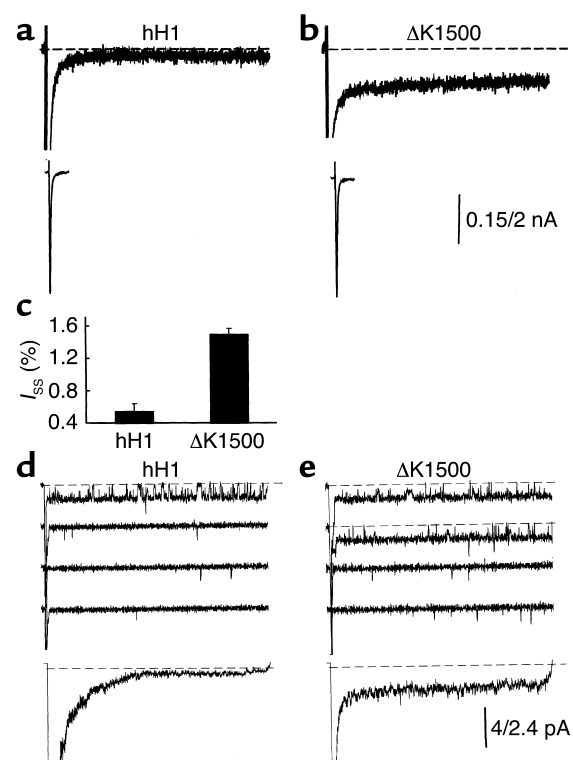 a hH1
b ΔK1500
0.15/2 nA
c
1.6
1.2
0.8
0.4
Iss (%)
hH1 ΔK1500
d hH1
e ΔK1500
4/2.4 pA